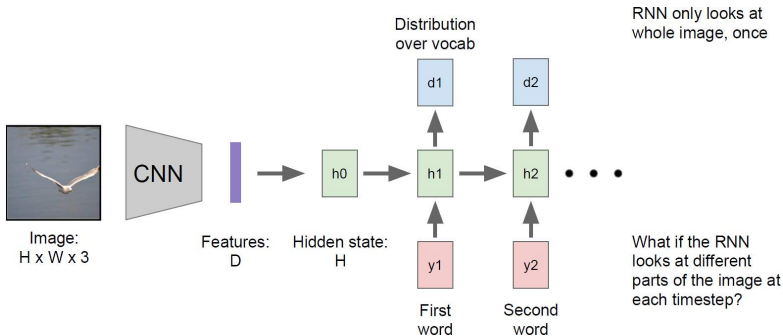 Distribution
over vocab
RNN only looks at
whole image, once
d1
d2
CNN
h0
h1
h2
Image:
H x W x 3
Features:
D
Hidden state:
H
y1
y2
First
word
Second
word
What if the RNN
looks at different
parts of the image at
each timestep?